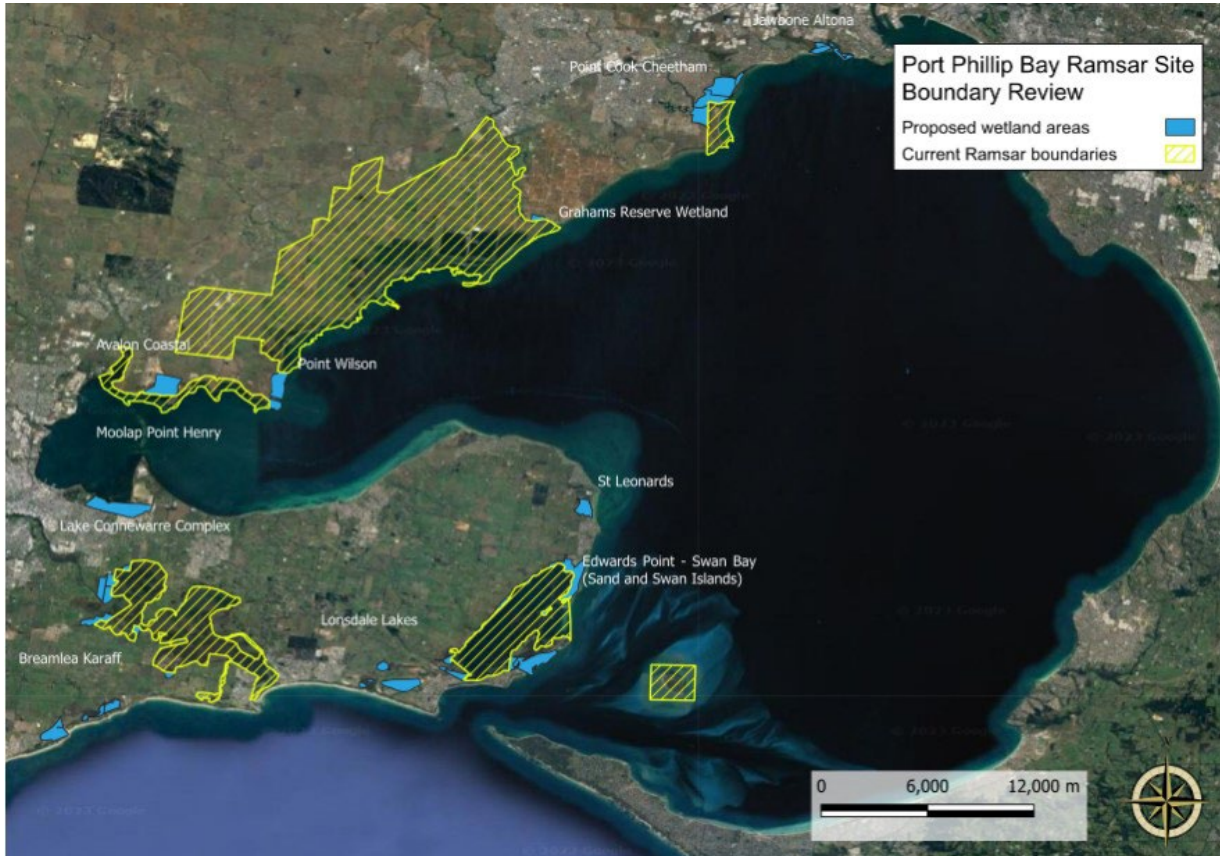 Jawbone Altona
Point Cook Cheetham
Port Phillip Bay Ramsar Site
Boundary Review
Proposed wetland areas
Current Ramsar boundaries
Grahams Reserve Wetland
© 2023 Google
Avalon Coastal
Point Wilson
Moolap Point Henry
St Leonards
Lake Connewarre Complex
Edwards Point - Swan Bay
(Sand and Swan Islands)
Lonsdale Lakes
Breamlea Karaff
0 6,000 12,000 m